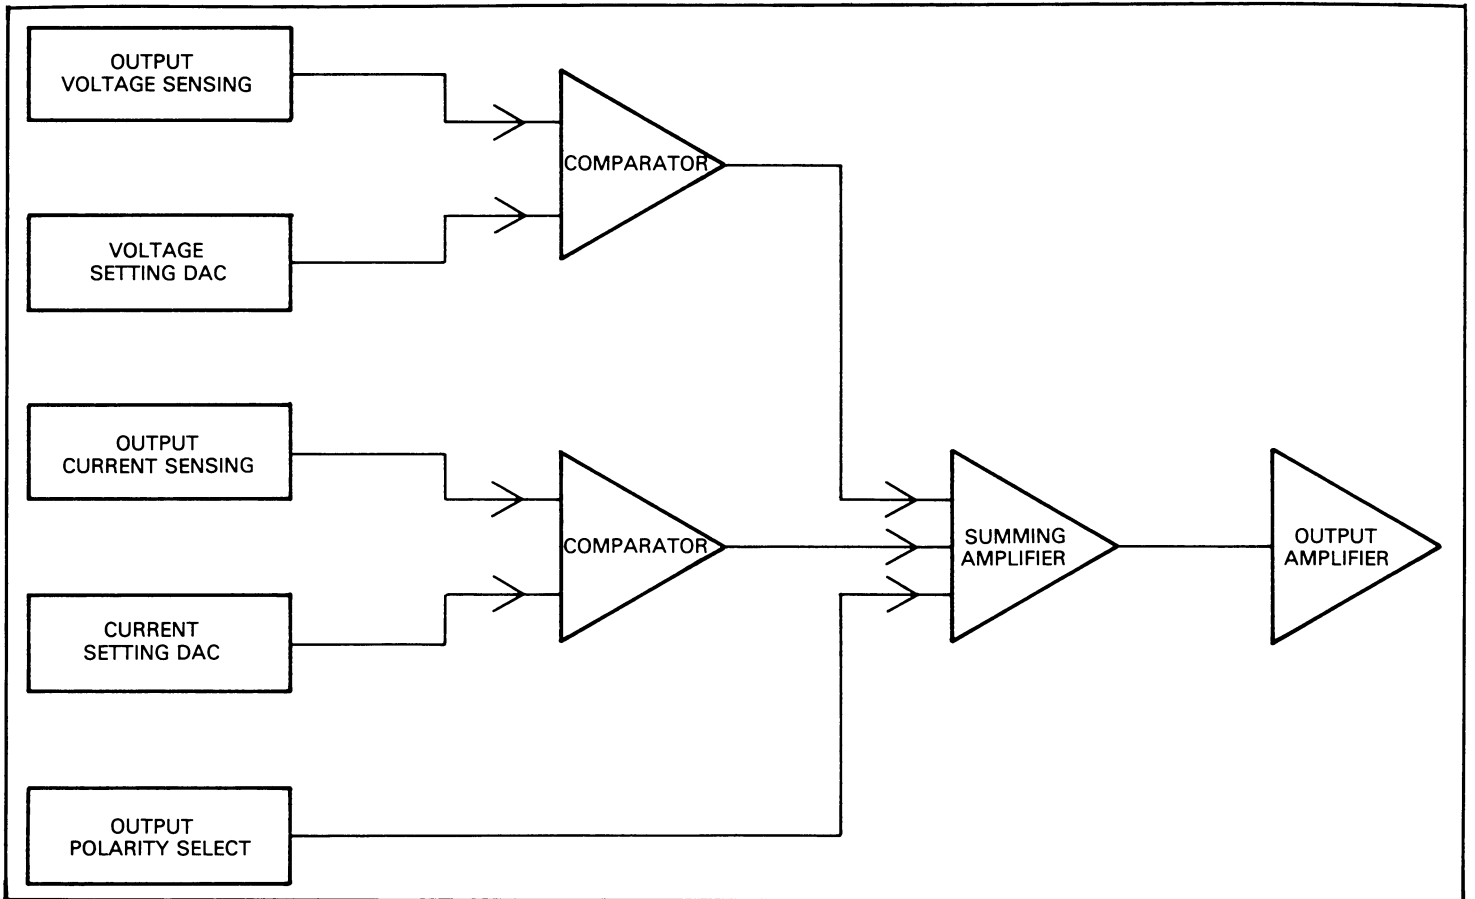 OUTPUT
VOLTAGE SENSING
COMPARATOR
VOLTAGE
SETTING DAC
OUTPUT
CURRENT SENSING
COMPARATOR
SUMMING
AMPLIFIER
OUTPUT
AMPLIFIER
CURRENT
SETTING DAC
OUTPUT
POLARITY SELECT